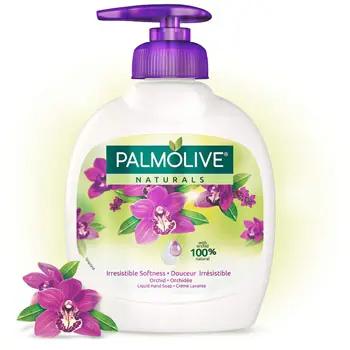 PALMOLIVE®
NATURALS
with orchid
100%
natural
Irresistible Softness • Douceur Irrésistible
Orchid • Orchidée
Liquid Hand Soap • Crème Lavante